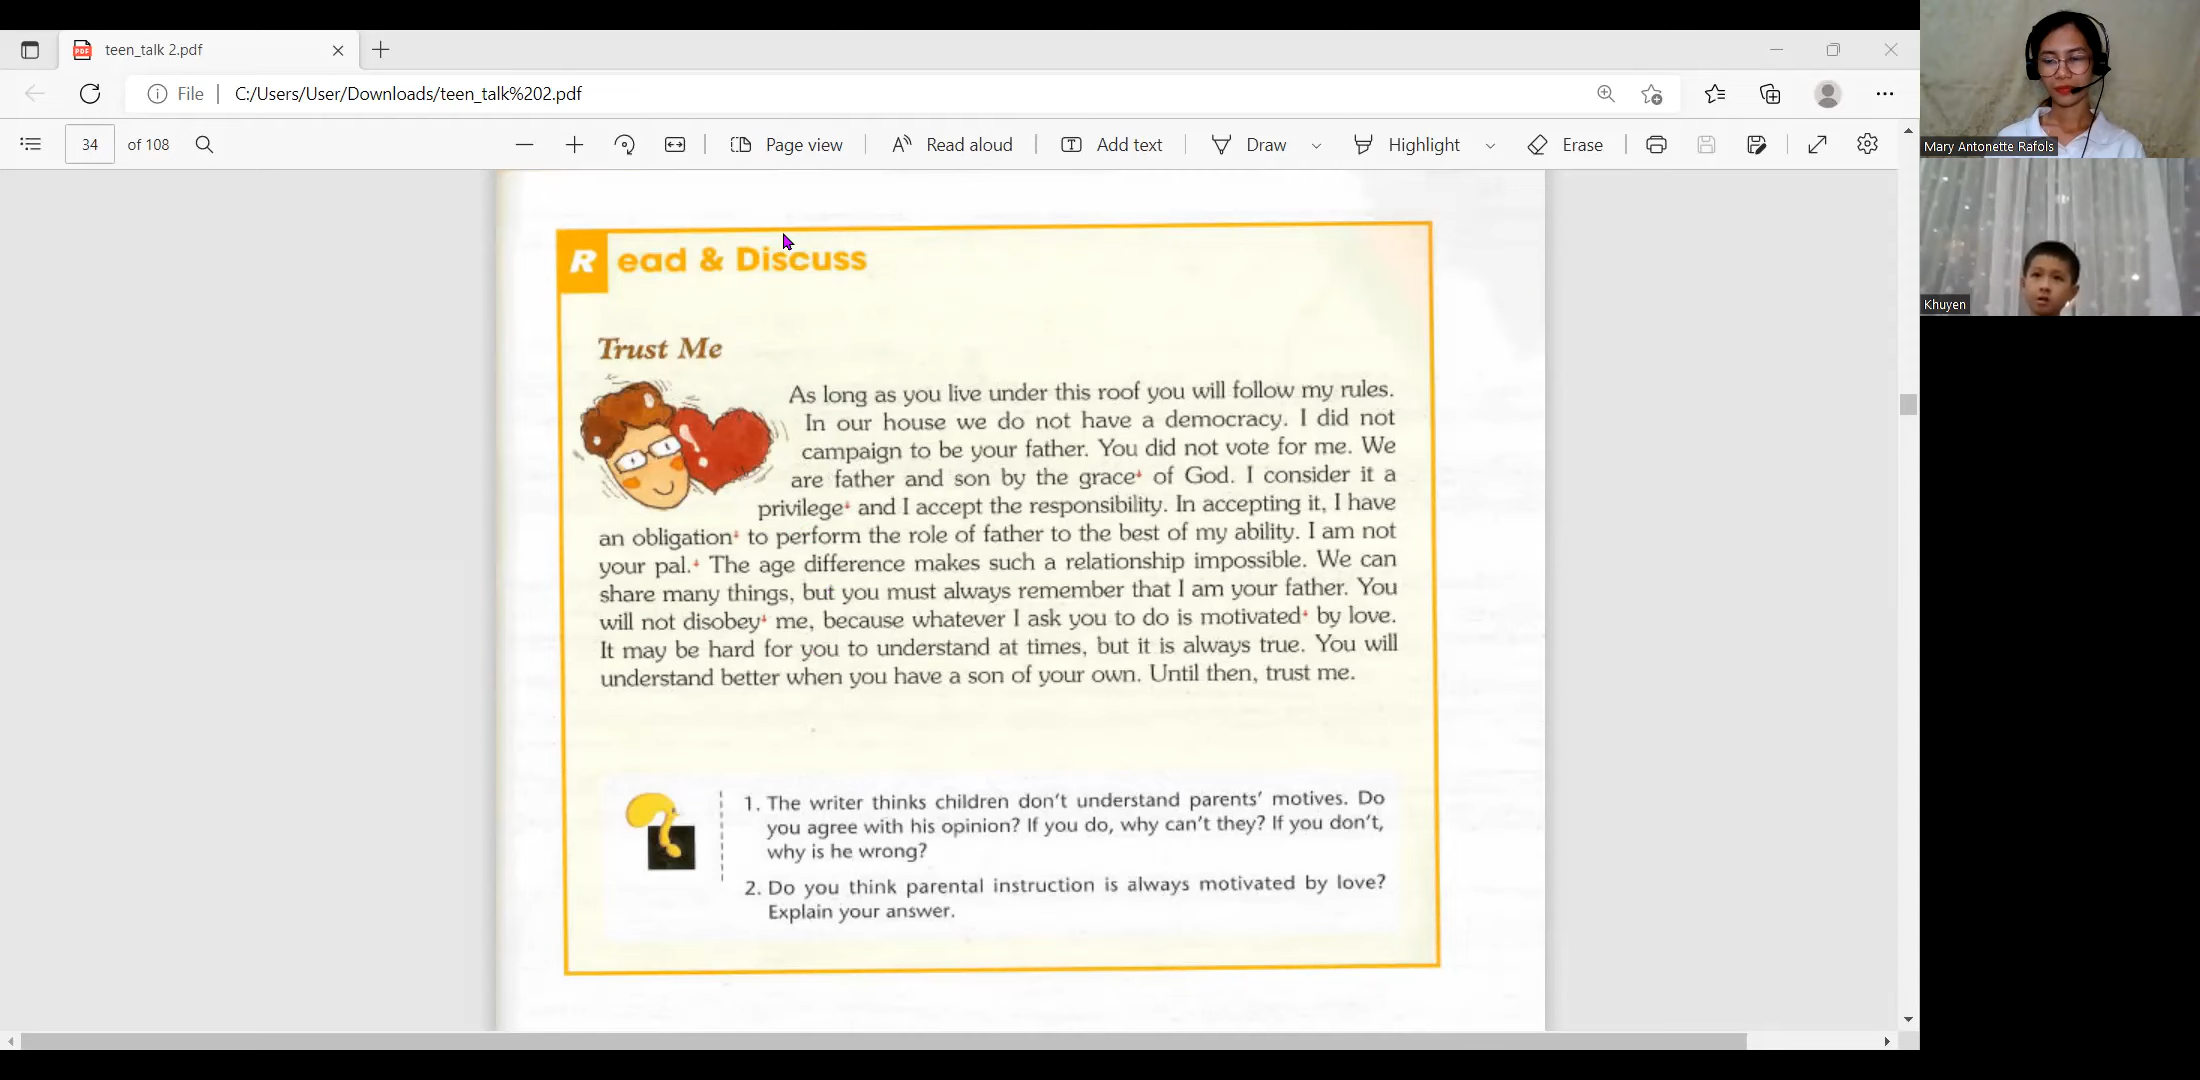 teen_talk 2.pdf
File
C:/Users/User/Downloads/teen_talk%202.pdf
34 of 108
Page view
Read aloud
Add text
Draw
Highlight
Erase
Mary Antonette Rafols
Khuyen
Read & Discuss
Trust Me
As long as you live under this roof you will follow my rules.
In our house we do not have a democracy. I did not
campaign to be your father. You did not vote for me. We
are father and son by the grace of God. I consider it a
privilege and I accept the responsibility. In accepting it, I have
an obligation to perform the role of father to the best of my ability. I am not
your pal. The age difference makes such a relationship impossible. We can
share many things, but you must always remember that I am your father. You
will not disobey me, because whatever I ask you to do is motivated by love.
It may be hard for you to understand at times, but it is always true. You will
understand better when you have a son of your own. Until then, trust me.
1. The writer thinks children don't understand parents' motives. Do
you agree with his opinion? If you do, why can't they? If you don't,
why is he wrong?
2. Do you think parental instruction is always motivated by love?
Explain your answer.